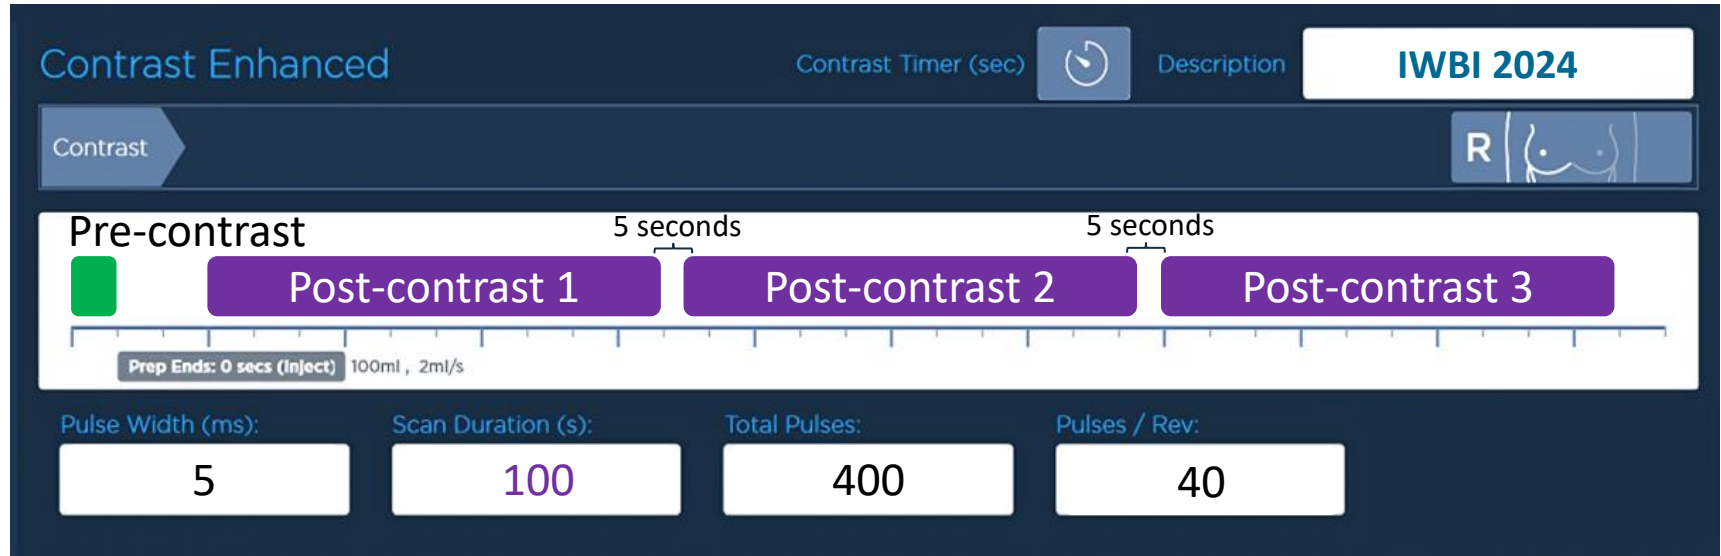 Contrast Enhanced
Contrast Timer (sec)
Description
IWBI 2024
Contrast
R
Pre-contrast
5 seconds
5 seconds
Post-contrast 1
Post-contrast 2
Post-contrast 3
Prep Ends: 0 secs (Inject)
100ml , 2ml/s
Pulse Width (ms):
Scan Duration (s):
Total Pulses:
Pulses / Rev:
5
100
400
40